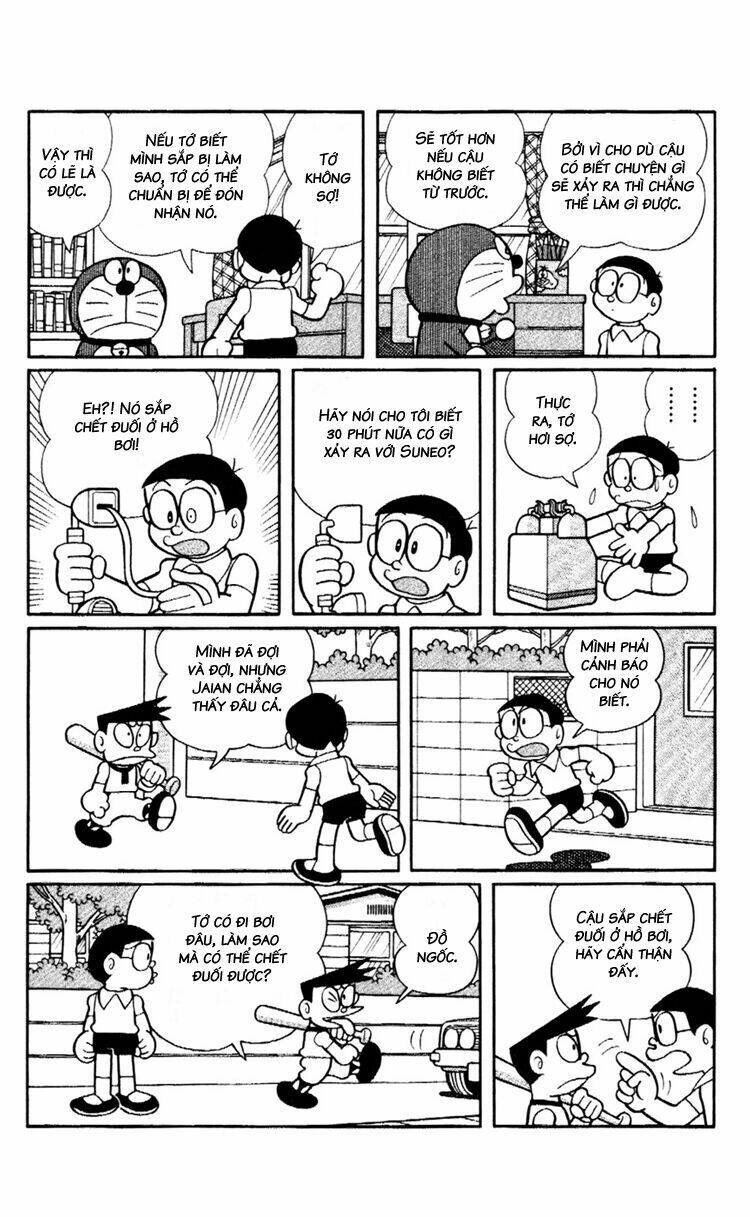 BỞI VÌ CHO DÙ CẬU
CÓ BIẾT CHUYỆN GÌ
SẼ XẢY RA THÌ CHẲNG
THỂ LÀM GÌ ĐƯỢC.
SẼ TỐT HƠN
NẾU CẬU
KHÔNG BIẾT
TỪ TRƯỚC.
TỚ
KHÔNG
SỢ!
NẾU TỚ BIẾT
MÌNH SẮP BỊ LÀM
SAO, TỚ CÓ THỂ
CHUẨN BỊ ĐỂ ĐÓN
NHẬN NÓ.
VẬY THÌ
CÓ LẼ LÀ
ĐƯỢC.
......
THỰC
RA, TỚ
HƠI SỢ.
HÃY NÓI CHO TÔI BIẾT
30 PHÚT NỮA CÓ GÌ
XẢY RA VỚI SUNEO?
EH?! NÓ SẮP
CHẾT ĐUỐI Ở HỒ
BƠI!
MÌNH PHẢI
CẢNH BÁO
CHO NÓ
BIẾT.
MÌNH ĐÃ ĐỢI
VÀ ĐỢI, NHƯNG
JAIAN CHẲNG
THẤY ĐÂU CẢ.
CẬU SẮP CHẾT
ĐUỐI Ở HỒ BƠI,
HÃY CẨN THẬN
ĐẤY.
ĐỒ
NGỐC.
TỚ CÓ ĐI BƠI
ĐÂU, LÀM SAO
MÀ CÓ THỂ CHẾT
ĐUỐI ĐƯỢC?